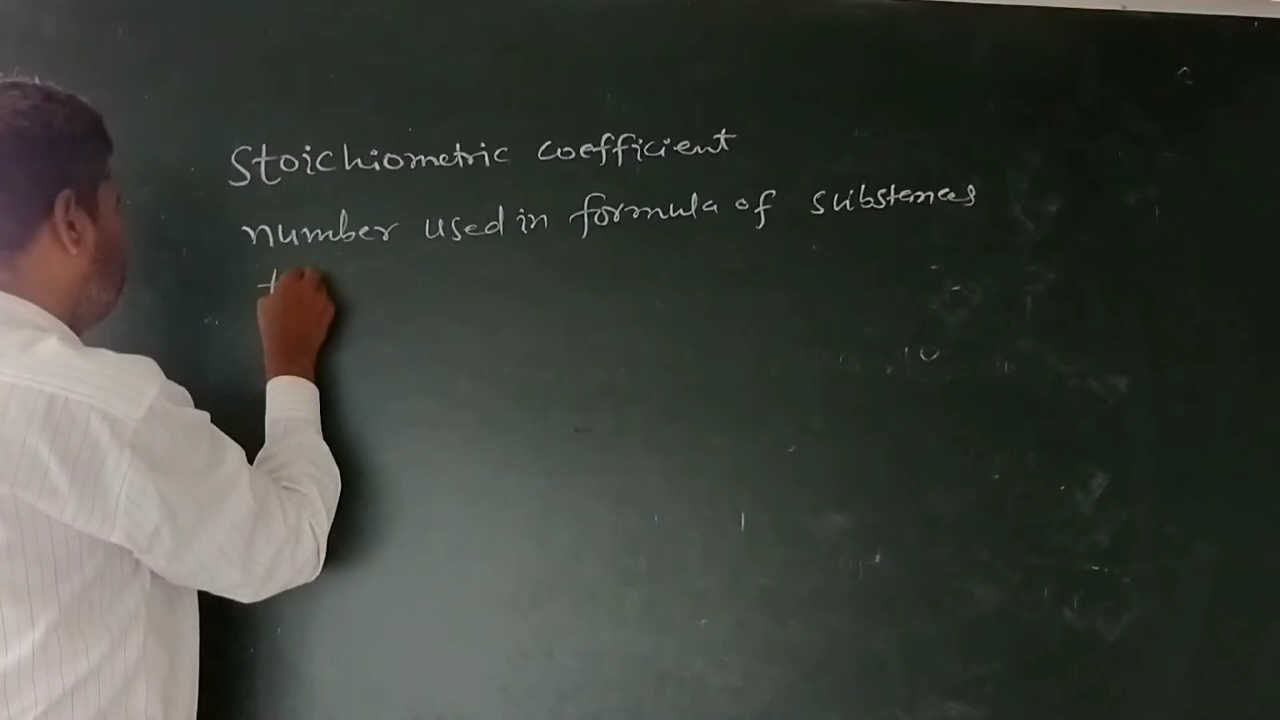 Stoichiometric coefficient
number used in formula of substances
t